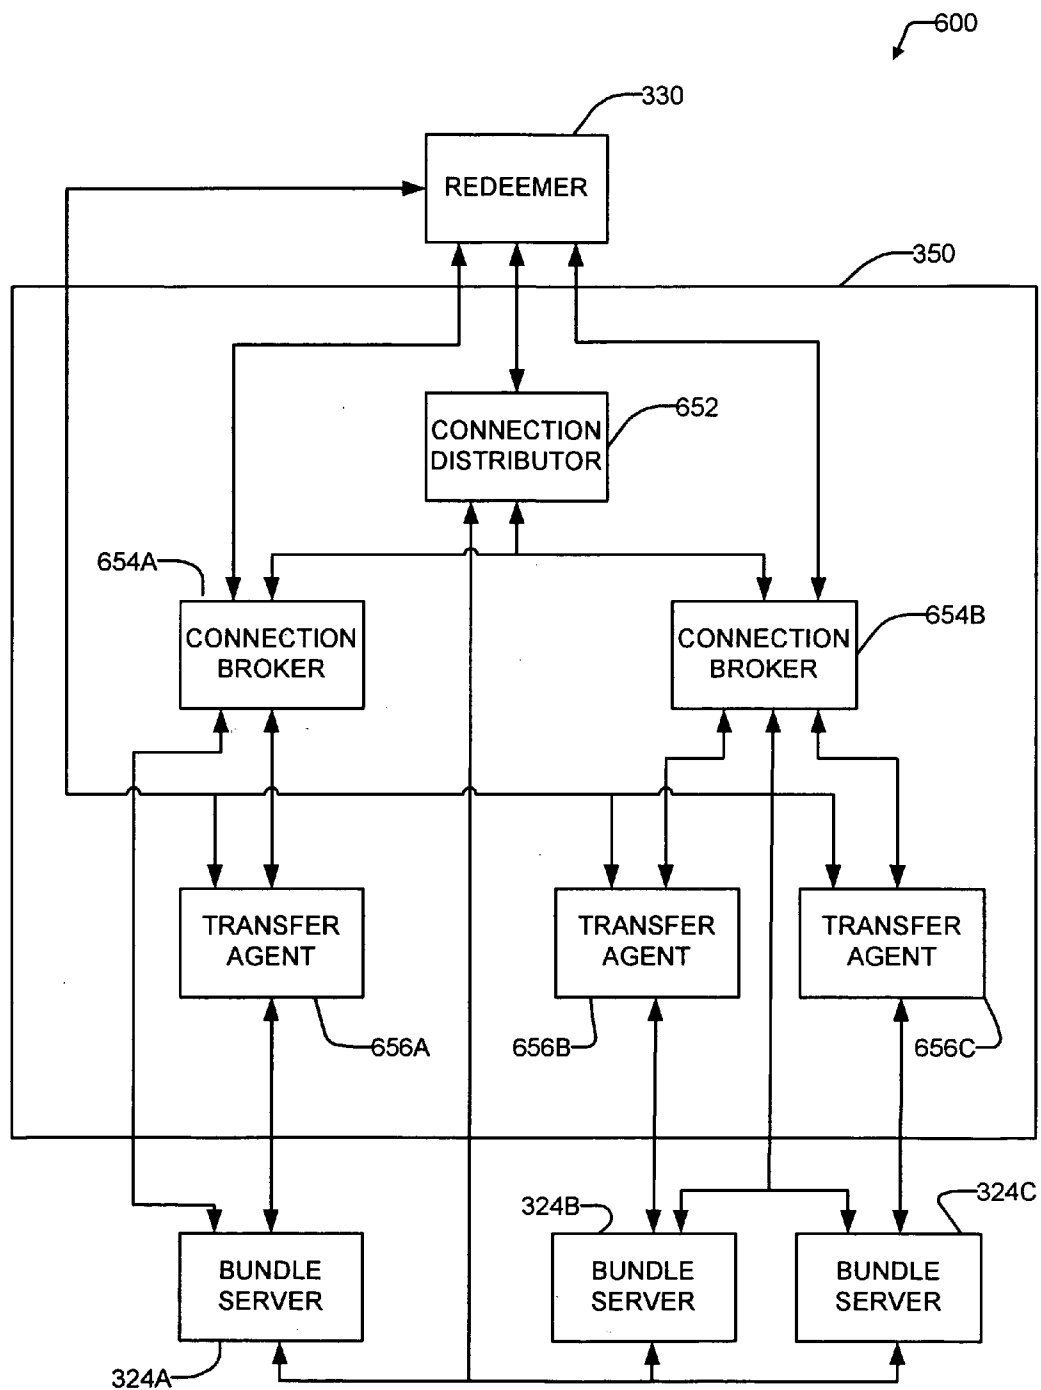 600
330
REDEEMER
350
652
CONNECTION
DISTRIBUTOR
654A
CONNECTION
BROKER
654B
CONNECTION
BROKER
TRANSFER
AGENT
TRANSFER
AGENT
TRANSFER
AGENT
656A
656B
656C
324B
324C
BUNDLE
SERVER
BUNDLE
SERVER
BUNDLE
SERVER
324A